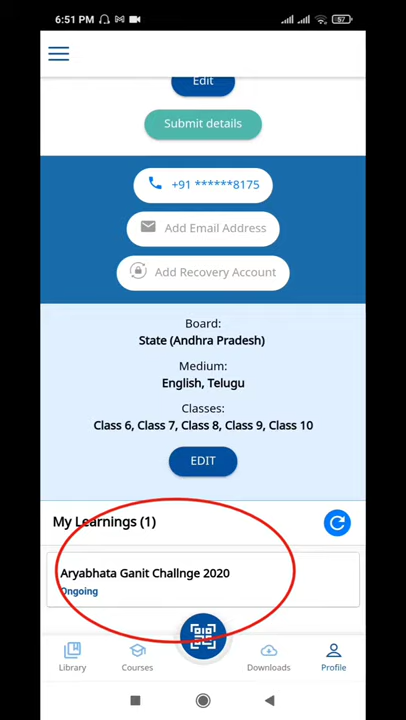 6:51 PM
57
Edit
Submit details
+91 ******8175
Add Email Address
Add Recovery Account
Board:
State (Andhra Pradesh)
Medium:
English, Telugu
Classes:
Class 6, Class 7, Class 8, Class 9, Class 10
EDIT
My Learnings (1)
Aryabhata Ganit Challnge 2020
Ongoing
Library
Courses
Downloads
Profile